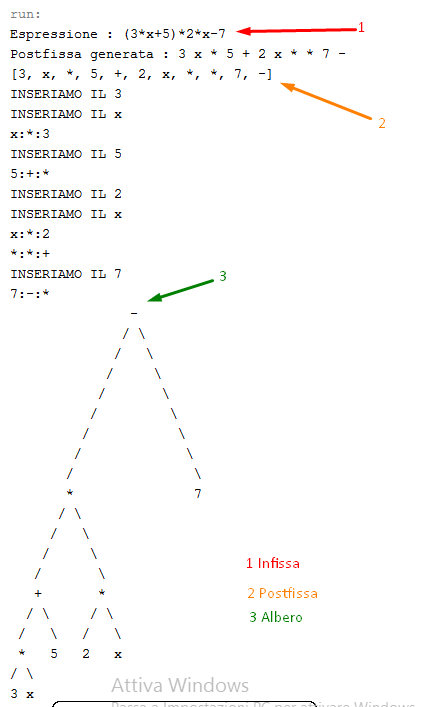 run:
Espressione : (3*x+5)*2*x-7
1
Postfissa generata : 3 x * 5 + 2 x * * 7 -
[3, x, *, 5, +, 2, x, *, *, 7, -]
2
INSERIAMO IL 3
INSERIAMO IL x
x:*:3
INSERIAMO IL 5
5:+:*
INSERIAMO IL 2
INSERIAMO IL x
x:*:2
*:*:+
INSERIAMO IL 7
7:-:*
3
-
/ \
/ \
/ \
/ \
/ \
/ \
/ \
/ \
* 7
/ \
/ \
/ \
/ \
+ *
/ \ / \
/ \ / \
* 5 2 x
/ \
3 x
1 Infissa
2 Postfissa
3 Albero
Attiva Windows
Passa a Impostazioni PC per attivare Windows